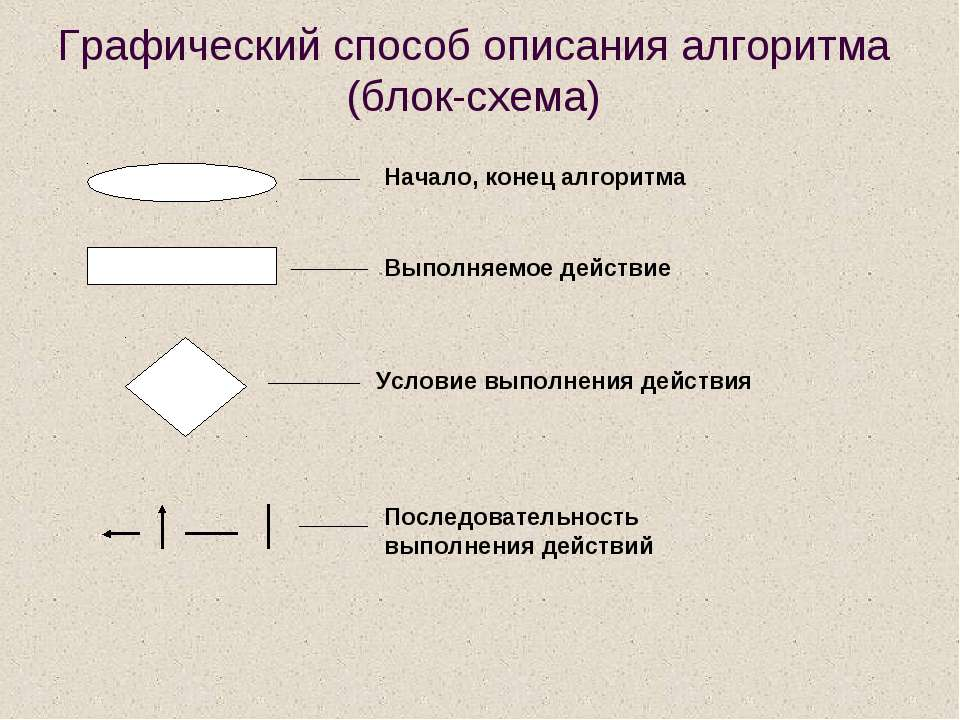 Графический способ описания алгоритма
(блок-схема)
Начало, конец алгоритма
Выполняемое действие
Условие выполнения действия
Последовательность
выполнения действий